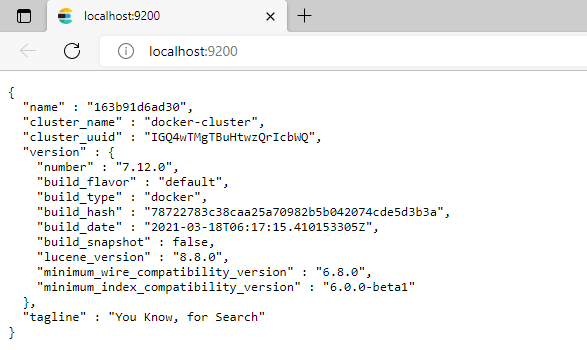 localhost:9200
localhost:9200
{
  "name" : "163b91d6ad30",
  "cluster_name" : "docker-cluster",
  "cluster_uuid" : "IGQ4wTMgTBuHtwzQrIcbWQ",
  "version" : {
    "number" : "7.12.0",
    "build_flavor" : "default",
    "build_type" : "docker",
    "build_hash" : "78722783c38caa25a70982b5b042074cde5d3b3a",
    "build_date" : "2021-03-18T06:17:15.410153305Z",
    "build_snapshot" : false,
    "lucene_version" : "8.8.0",
    "minimum_wire_compatibility_version" : "6.8.0",
    "minimum_index_compatibility_version" : "6.0.0-beta1"
  },
  "tagline" : "You Know, for Search"
}